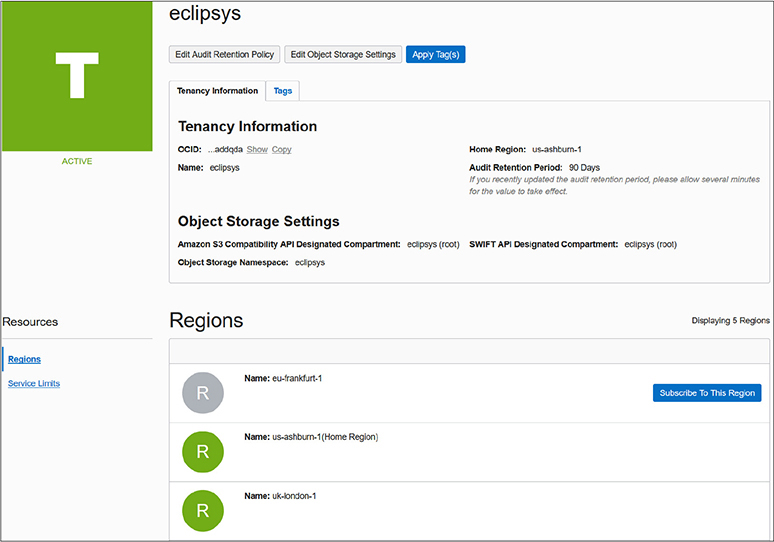 eclipsys
T
Edit Audit Retention Policy Edit Object Storage Settings Apply Tag(s)
Tenancy Information Tags
ACTIVE
Tenancy Information
OCID: ...addqda Show Copy Home Region: us-ashburn-1
Name: eclipsys Audit Retention Period: 90 Days
If you recently updated the audit retention period, please allow several minutes
for the value to take effect.
Object Storage Settings
Amazon S3 Compatibility API Designated Compartment: eclipsys (root) SWIFT API Designated Compartment: eclipsys (root)
Object Storage Namespace: eclipsys
Resources
Regions
Service Limits
Regions Displaying 5 Regions
R Name: eu-frankfurt-1 Subscribe To This Region
R Name: us-ashburn-1(Home Region)
R Name: uk-london-1